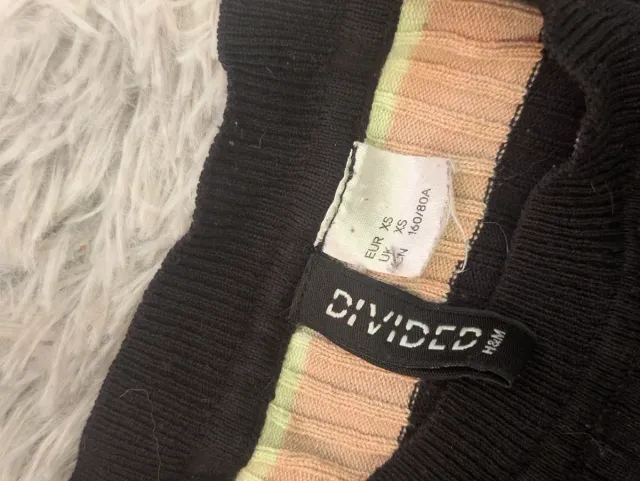 EUR XS
UK XS
CN 160/80A
DIVIDED
H&M